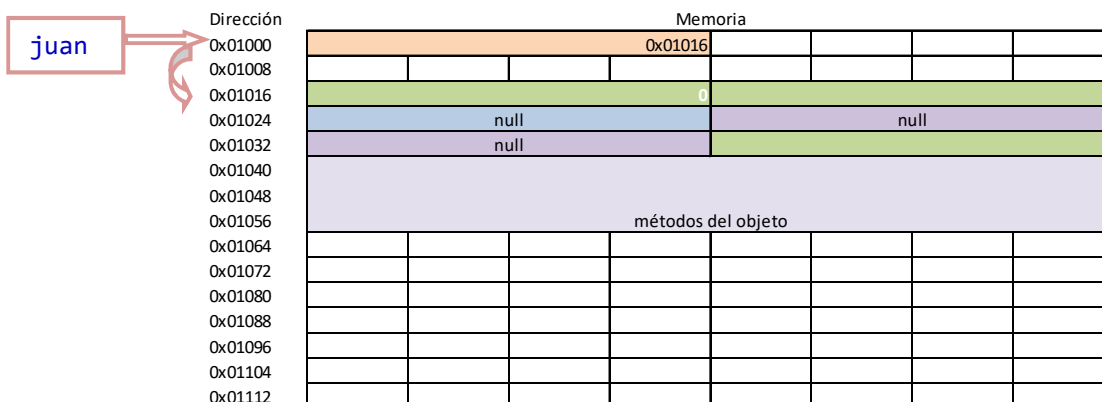 Dirección Memoria
juan
0x01000 0x01016
0x01008
0x01016 0
0x01024 null null
0x01032 null
0x01040
0x01048
0x01056 métodos del objeto
0x01064
0x01072
0x01080
0x01088
0x01096
0x01104
0x01112